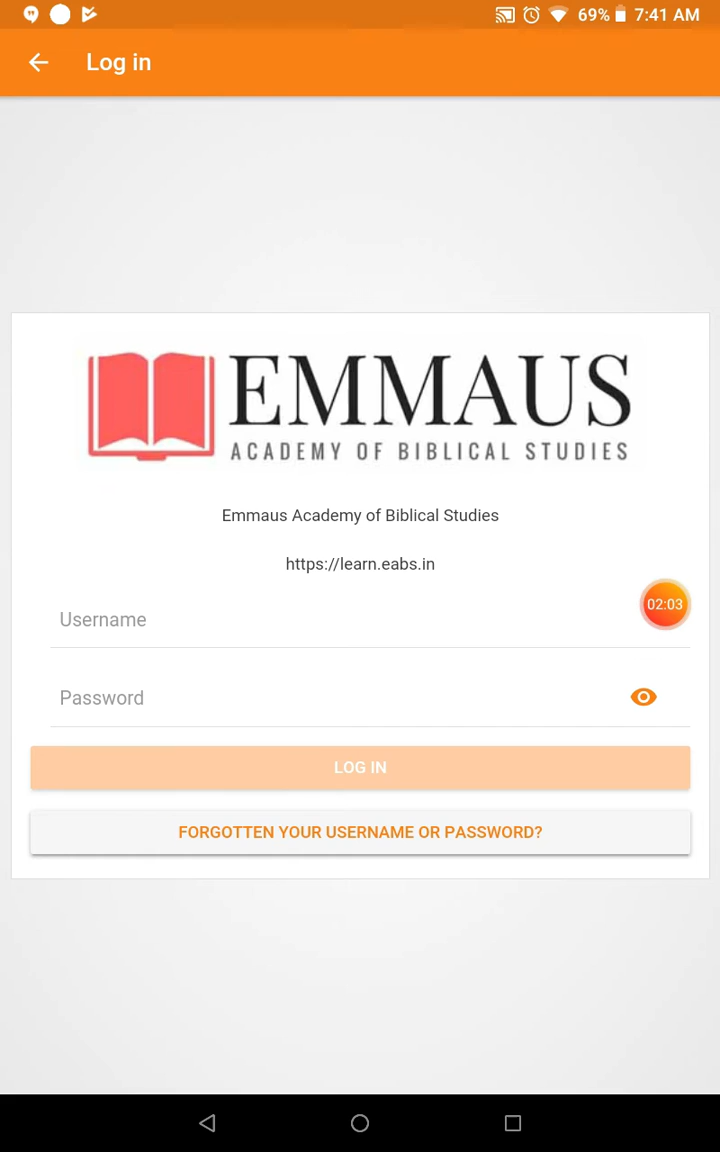 69% 7:41 AM
Log in
EMMAUS
ACADEMY OF BIBLICAL STUDIES
Emmaus Academy of Biblical Studies
https://learn.eabs.in
02:03
Username
Password
LOG IN
FORGOTTEN YOUR USERNAME OR PASSWORD?